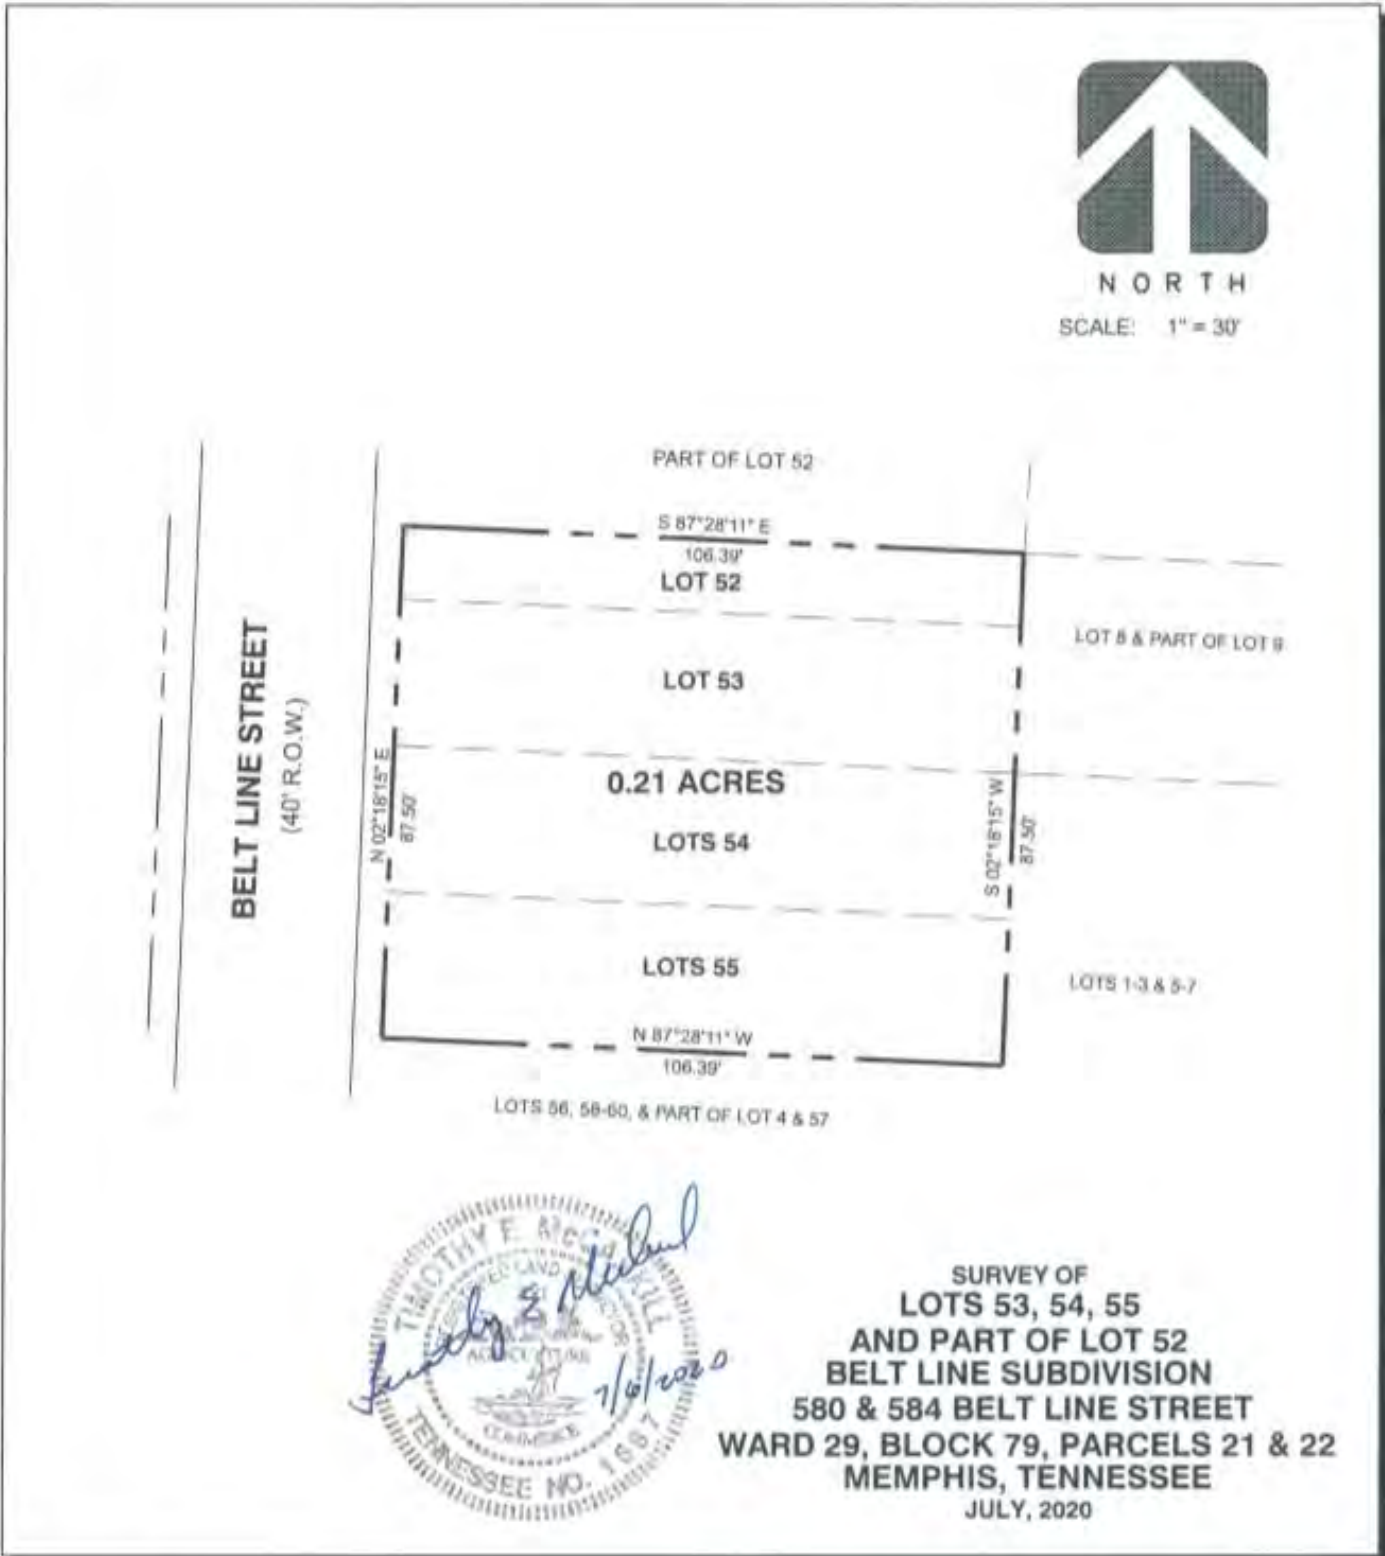 NORTH
SCALE: 1" = 30'
PART OF LOT 52
S 87°28'11" E
106.39'
LOT 52
LOT 8 & PART OF LOT 9
LOT 53
BELT LINE STREET
(40' R.O.W.)
N 02°18'15" E
87.50'
0.21 ACRES
LOTS 54
S 02°18'15" W
87.50'
LOTS 55
LOTS 1-3 & 5-7
N 87°28'11" W
106.39'
LOTS 56, 58-60, & PART OF LOT 4 & 57
TIMOTHY E.
LAND
AGRICULTURE
COMMERCE
TENNESSEE NO. 1667
7/6/2020
SURVEY OF
LOTS 53, 54, 55
AND PART OF LOT 52
BELT LINE SUBDIVISION
580 & 584 BELT LINE STREET
WARD 29, BLOCK 79, PARCELS 21 & 22
MEMPHIS, TENNESSEE
JULY, 2020